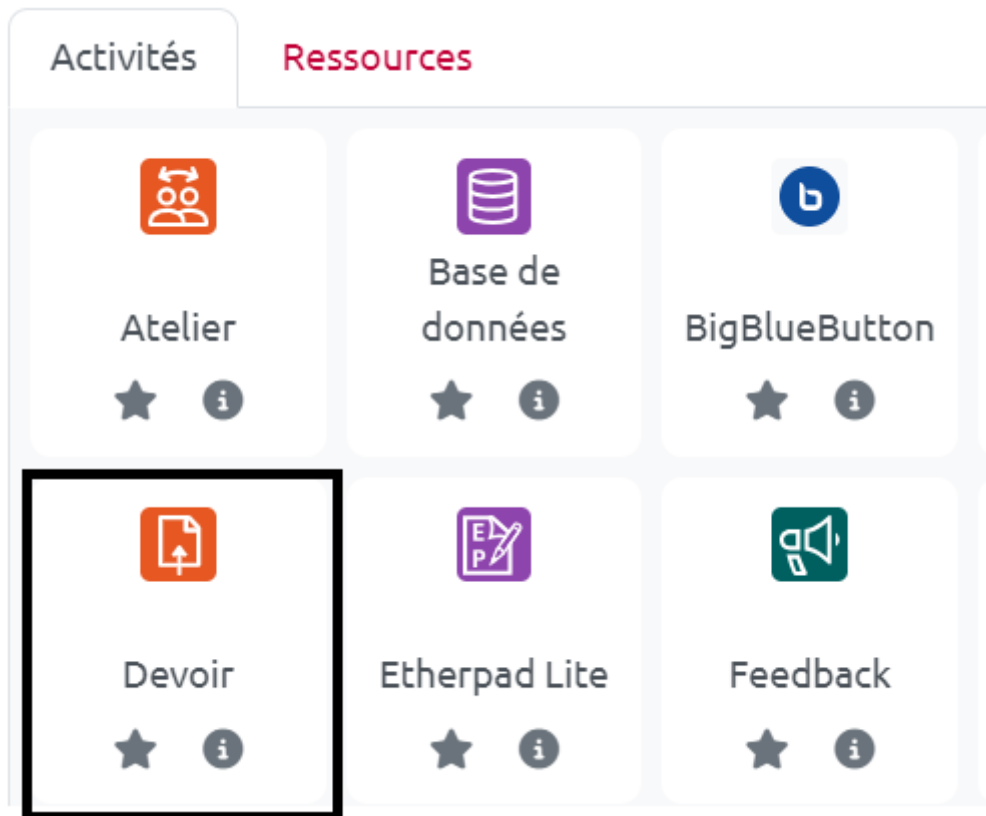 Activités
Ressources
Atelier
Base de
données
BigBlueButton
b
i
i
i
Devoir
E
P
Etherpad Lite
Feedback
i
i
i